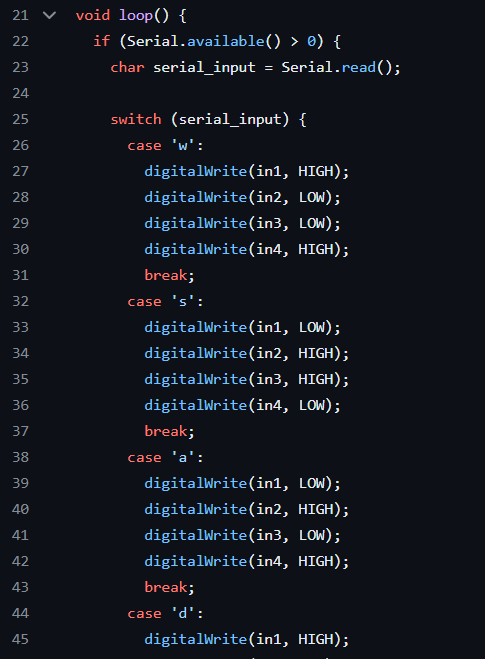 21 void loop() {
22 if (Serial.available() > 0) {
23 char serial_input = Serial.read();
24
25 switch (serial_input) {
26 case 'w':
27 digitalWrite(in1, HIGH);
28 digitalWrite(in2, LOW);
29 digitalWrite(in3, LOW);
30 digitalWrite(in4, HIGH);
31 break;
32 case 's':
33 digitalWrite(in1, LOW);
34 digitalWrite(in2, HIGH);
35 digitalWrite(in3, HIGH);
36 digitalWrite(in4, LOW);
37 break;
38 case 'a':
39 digitalWrite(in1, LOW);
40 digitalWrite(in2, HIGH);
41 digitalWrite(in3, LOW);
42 digitalWrite(in4, HIGH);
43 break;
44 case 'd':
45 digitalWrite(in1, HIGH);